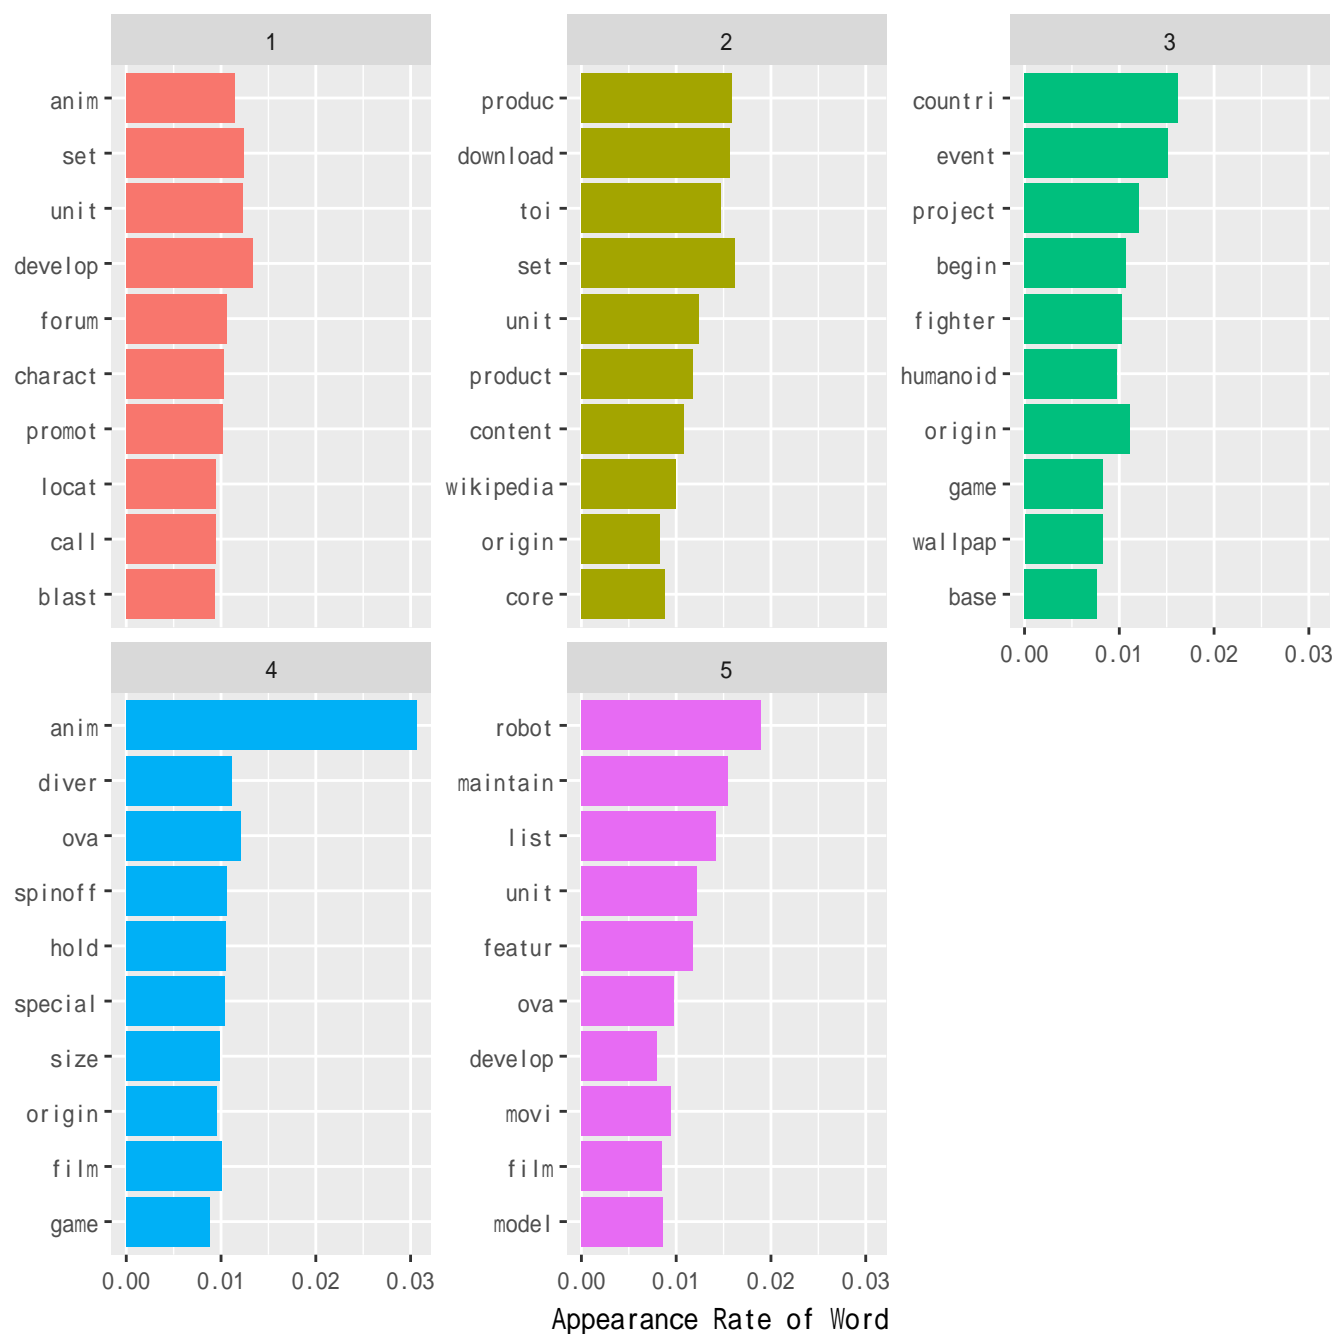 1
anim
set
unit
develop
forum
charact
promot
locat
call
blast
2
produc
download
toi
set
unit
product
content
wikipedia
origin
core
3
countri
event
project
begin
fighter
humanoid
origin
game
wallpap
base
0.00 0.01 0.02 0.03
4
anim
diver
ova
spinoff
hold
special
size
origin
film
game
0.00 0.01 0.02 0.03
5
robot
maintain
list
unit
featur
ova
develop
movi
film
model
0.00 0.01 0.02 0.03
Appearance Rate of Word